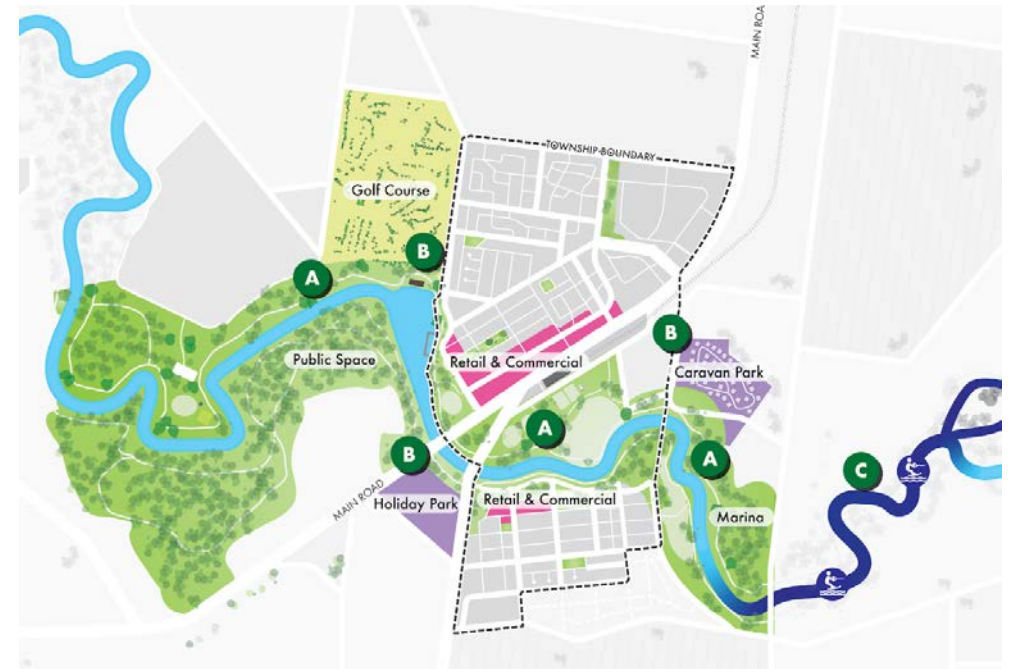 MAIN ROAD
TOWNSHIP BOUNDARY
Golf Course
B
A
B
Public Space
Retail & Commercial
Caravan Park
A
B
A
C
MAIN ROAD
Holiday Park
Retail & Commercial
Marina